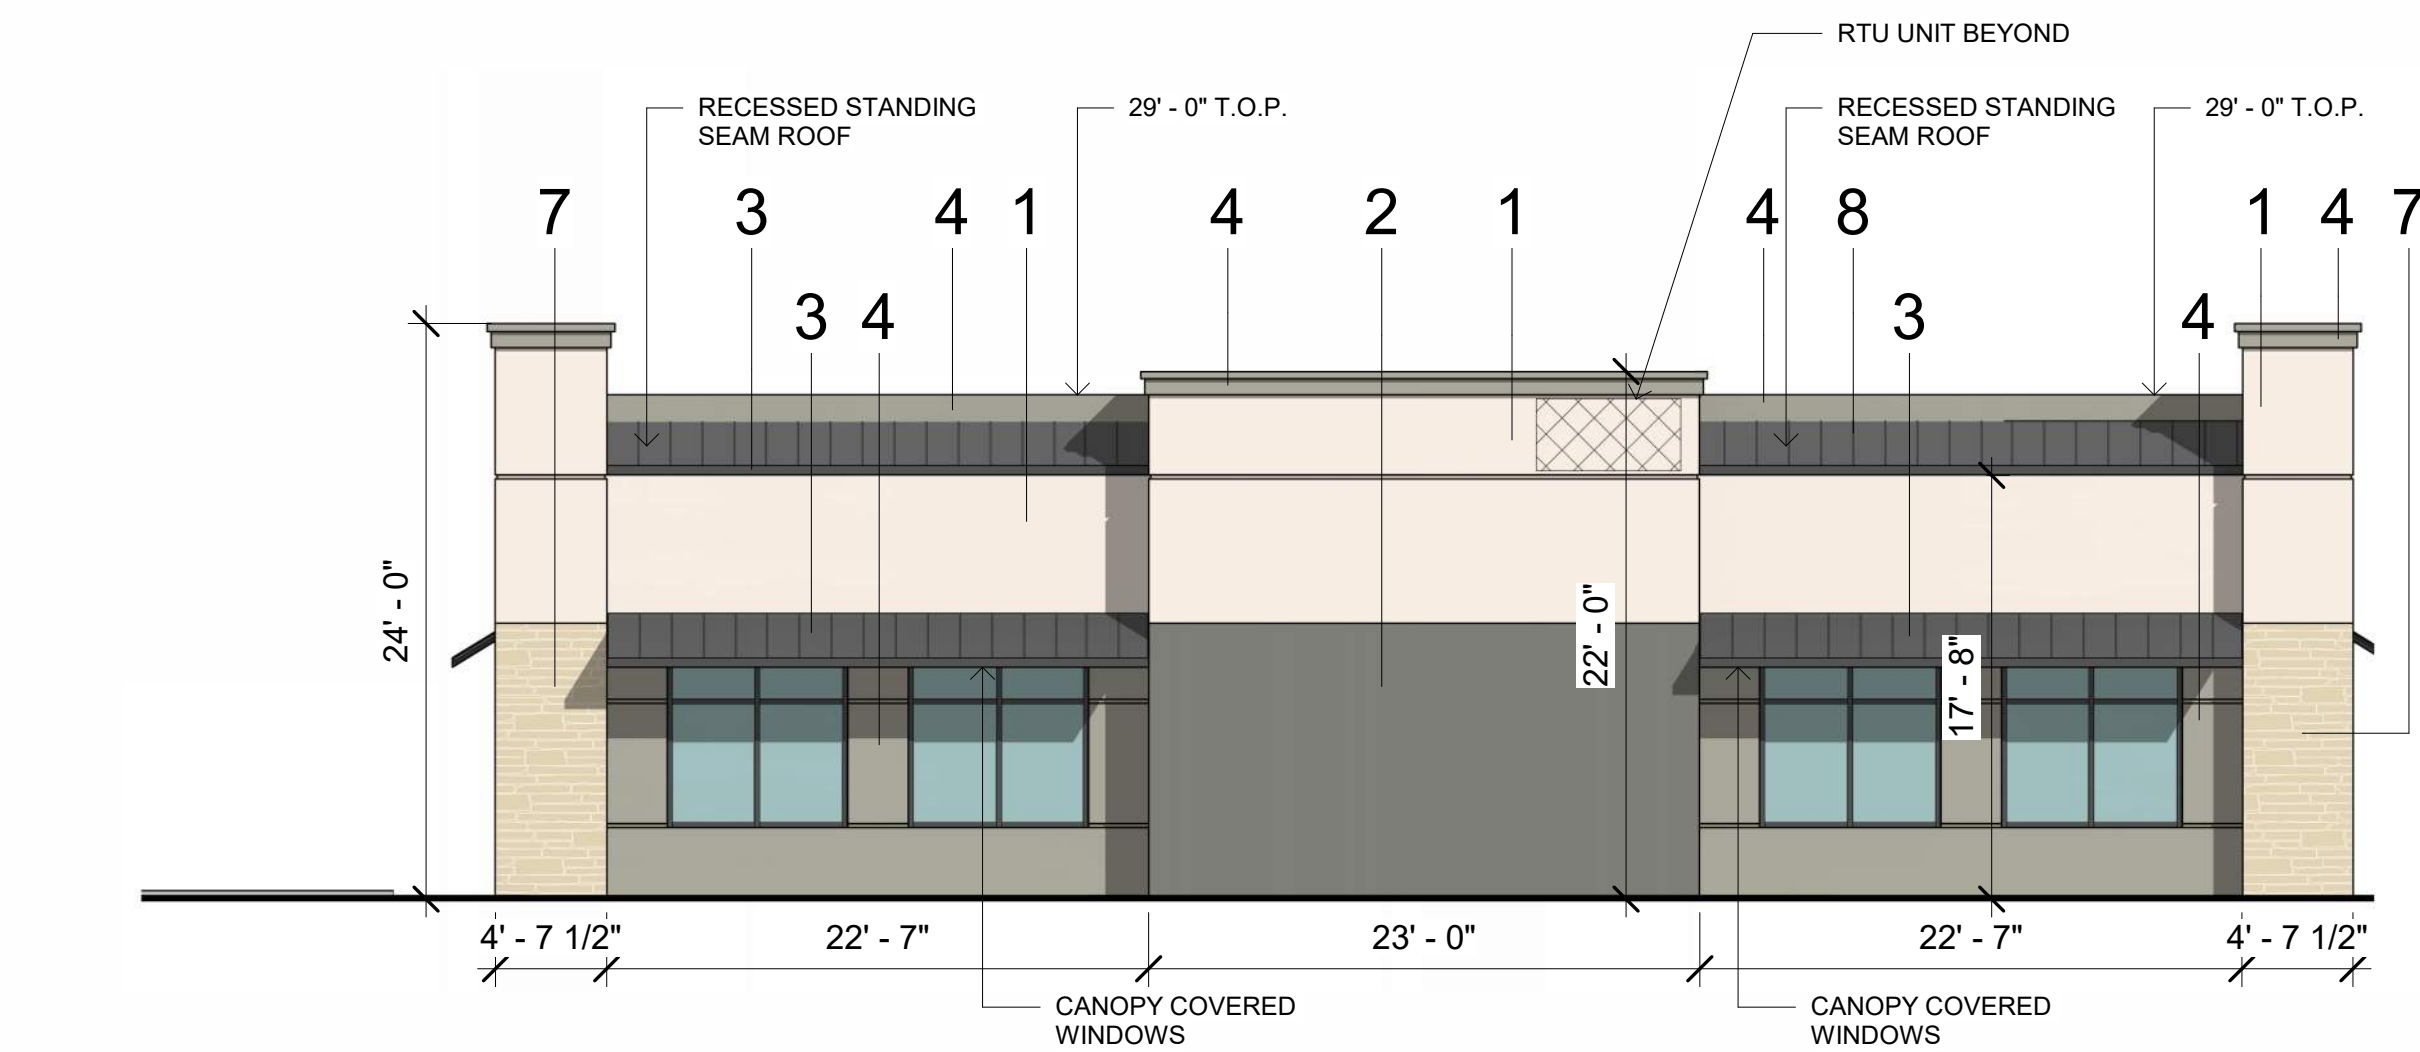 RTU UNIT BEYOND
RECESSED STANDING
SEAM ROOF
29' - 0" T.O.P.
RECESSED STANDING
SEAM ROOF
29' - 0" T.O.P.
7 3 4 1 4 2 1 4 8 1 4 7
3 4 3 4
24' - 0"
22' - 0"
17' - 8"
4' - 7 1/2" 22' - 7" 23' - 0" 22' - 7" 4' - 7 1/2"
CANOPY COVERED
WINDOWS
CANOPY COVERED
WINDOWS